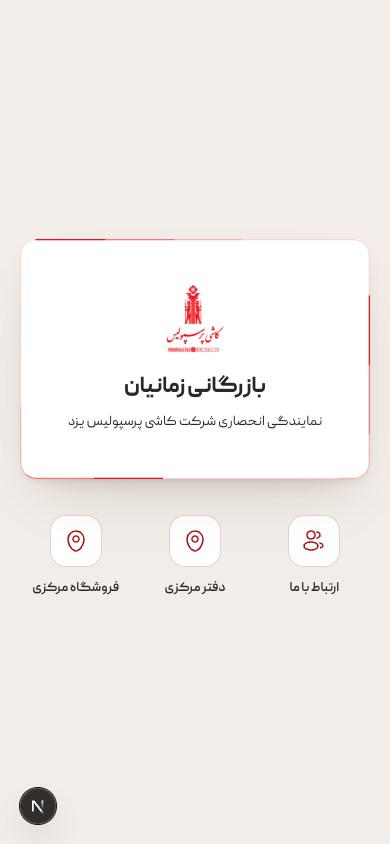 کاشی پرسپولیس
بازرگانی زمانیان
نمایندگی انحصاری شرکت کاشی پرسپولیس یزد
ارتباط با ما
دفتر مرکزی
فروشگاه مرکزی
N